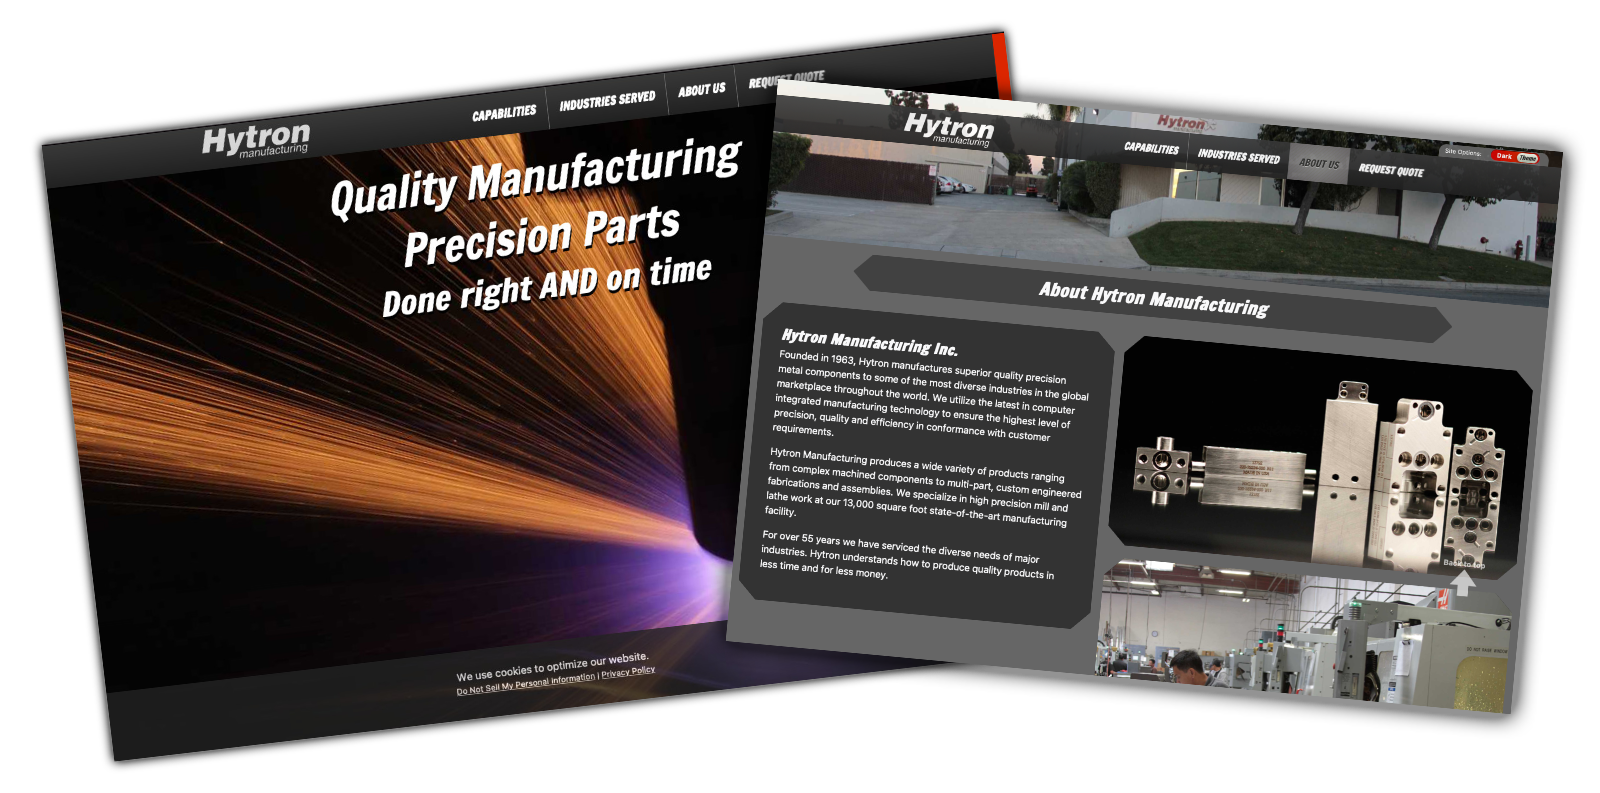 Hytron
manufacturing
CAPABILITIES
INDUSTRIES SERVED
ABOUT US
REQUEST QUOTE
Quality Manufacturing
Precision Parts
Done right AND on time
We use cookies to optimize our website.
Do Not Sell My Personal Information | Privacy Policy
Hytron
Hytron
manufacturing
CAPABILITIES
INDUSTRIES SERVED
ABOUT US
REQUEST QUOTE
Site Options:
Dark
Theme
About Hytron Manufacturing
Hytron Manufacturing Inc.
Founded in 1963, Hytron manufactures superior quality precision
metal components to some of the most diverse industries in the global
marketplace throughout the world. We utilize the latest in computer
integrated manufacturing technology to ensure the highest level of
precision, quality and efficiency in conformance with customer
requirements.
Hytron Manufacturing produces a wide variety of products ranging
from complex machined components to multi-part, custom engineered
fabrications and assemblies. We specialize in high precision mill and
lathe work at our 13,000 square foot state-of-the-art manufacturing
facility.
For over 55 years we have serviced the diverse needs of major
industries. Hytron understands how to produce quality products in
less time and for less money.
Back to top